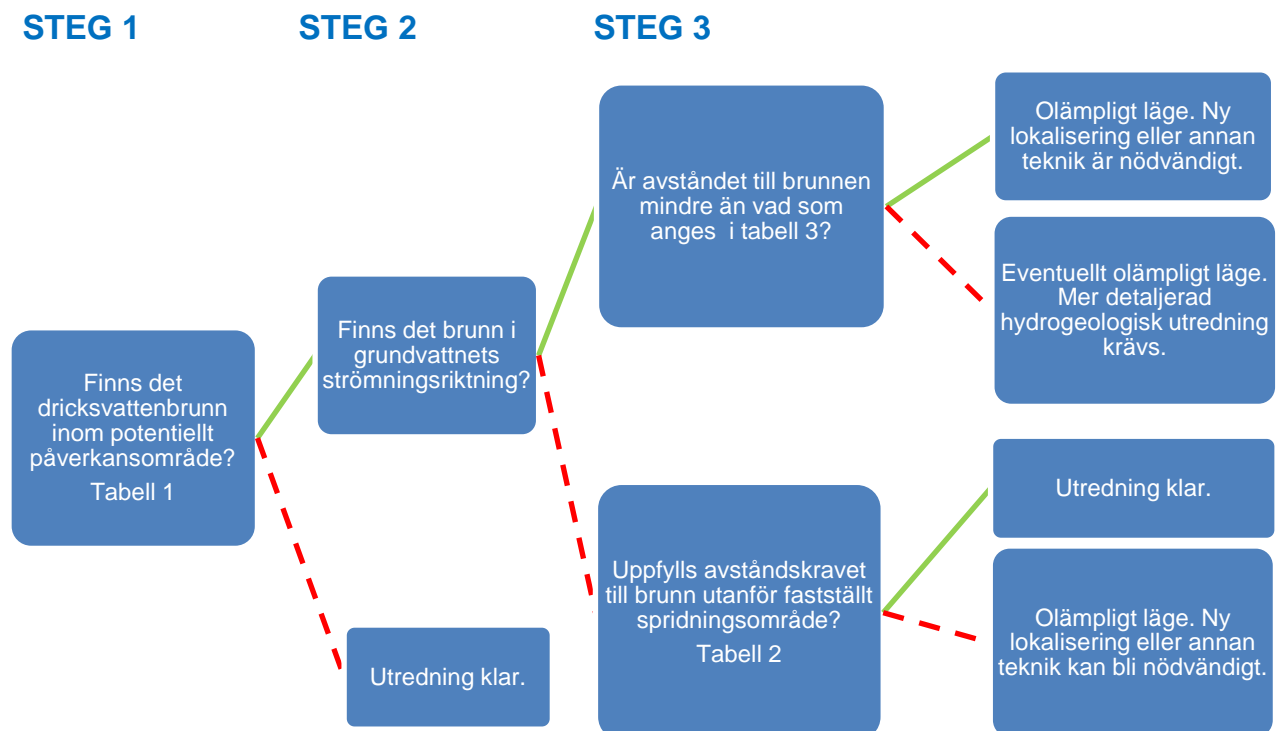 STEG 1
STEG 2
STEG 3
Finns det
dricksvattenbrunn
inom potentiellt
påverkansområde?
Tabell 1
Finns det brunn i
grundvattnets
strömningsriktning?
Utredning klar.
Är avståndet till brunnen
mindre än vad som
anges i tabell 3?
Uppfylls avståndskravet
till brunn utanför fastställt
spridningsområde?
Tabell 2
Olämpligt läge. Ny
lokalisering eller annan
teknik är nödvändigt.
Eventuellt olämpligt läge.
Mer detaljerad
hydrogeologisk utredning
krävs.
Utredning klar.
Olämpligt läge. Ny
lokalisering eller annan
teknik kan bli nödvändigt.